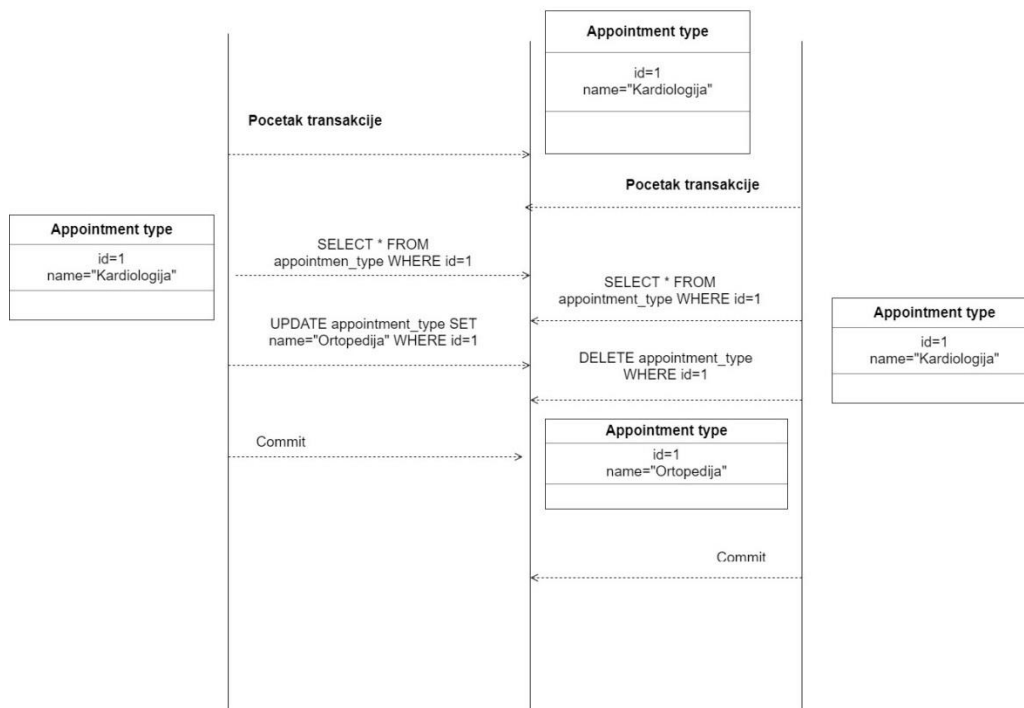 Appointment type
id=1
name="Kardiologija"
Pocetak transakcije
Pocetak transakcije
Appointment type
id=1
name="Kardiologija"
SELECT * FROM
appointmen_type WHERE id=1
SELECT * FROM
appointment_type WHERE id=1
Appointment type
id=1
name="Kardiologija"
UPDATE appointment_type SET
name="Ortopedija" WHERE id=1
DELETE appointment_type
WHERE id=1
Commit
Appointment type
id=1
name="Ortopedija"
Commit